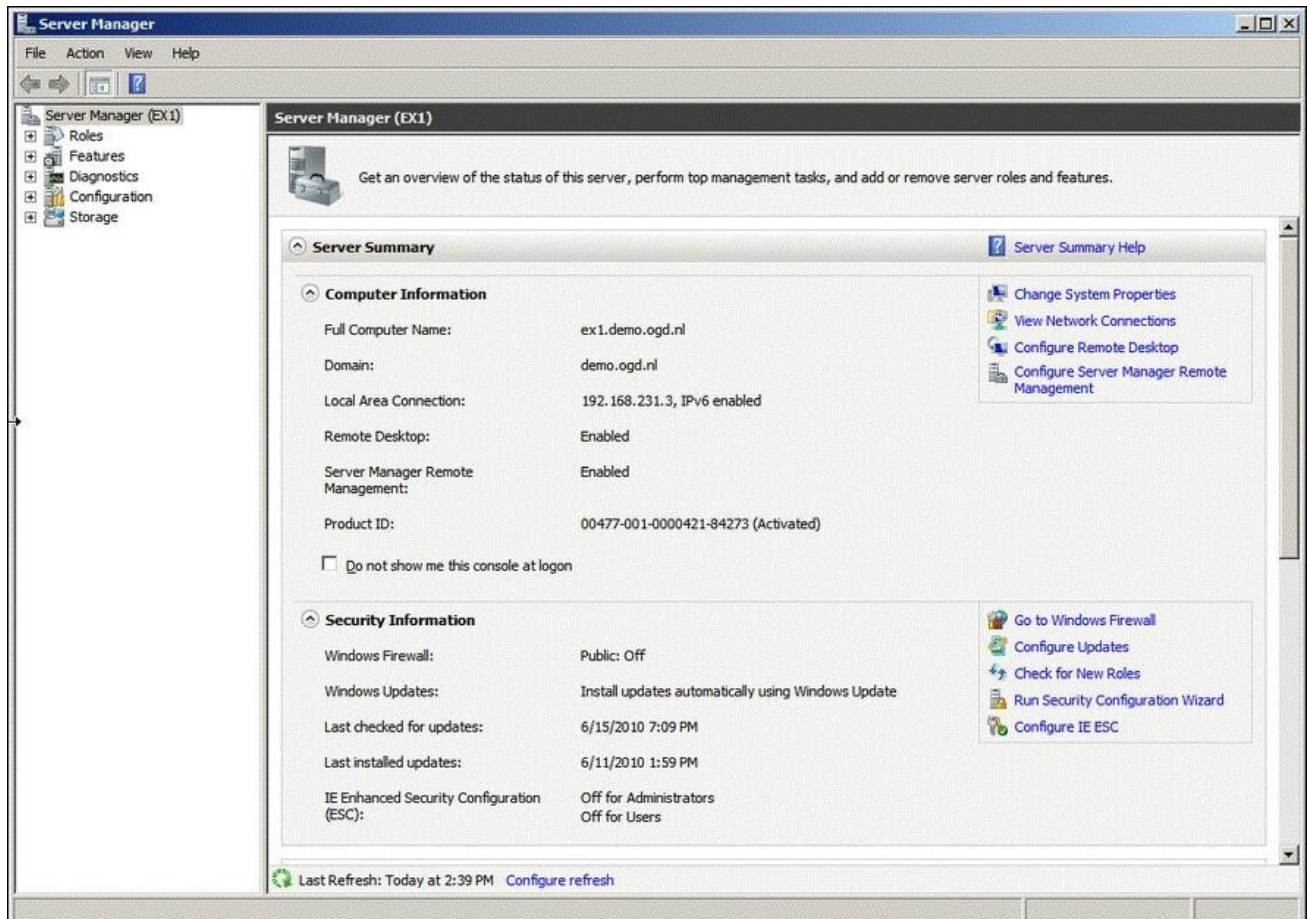 Server Manager
File Action View Help
Server Manager (EX1)
Roles
Features
Diagnostics
Configuration
Storage
Server Manager (EX1)
Get an overview of the status of this server, perform top management tasks, and add or remove server roles and features.
Server Summary
Server Summary Help
Computer Information
Full Computer Name: ex1.demo.ogd.nl
Domain: demo.ogd.nl
Local Area Connection: 192.168.231.3, IPv6 enabled
Remote Desktop: Enabled
Server Manager Remote Enabled
Management:
Product ID: 00477-001-0000421-84273 (Activated)
Do not show me this console at logon
Change System Properties
View Network Connections
Configure Remote Desktop
Configure Server Manager Remote
Management
Security Information
Windows Firewall: Public: Off
Windows Updates: Install updates automatically using Windows Update
Last checked for updates: 6/15/2010 7:09 PM
Last installed updates: 6/11/2010 1:59 PM
IE Enhanced Security Configuration Off for Administrators
(ESC): Off for Users
Go to Windows Firewall
Configure Updates
Check for New Roles
Run Security Configuration Wizard
Configure IE ESC
Last Refresh: Today at 2:39 PM Configure refresh